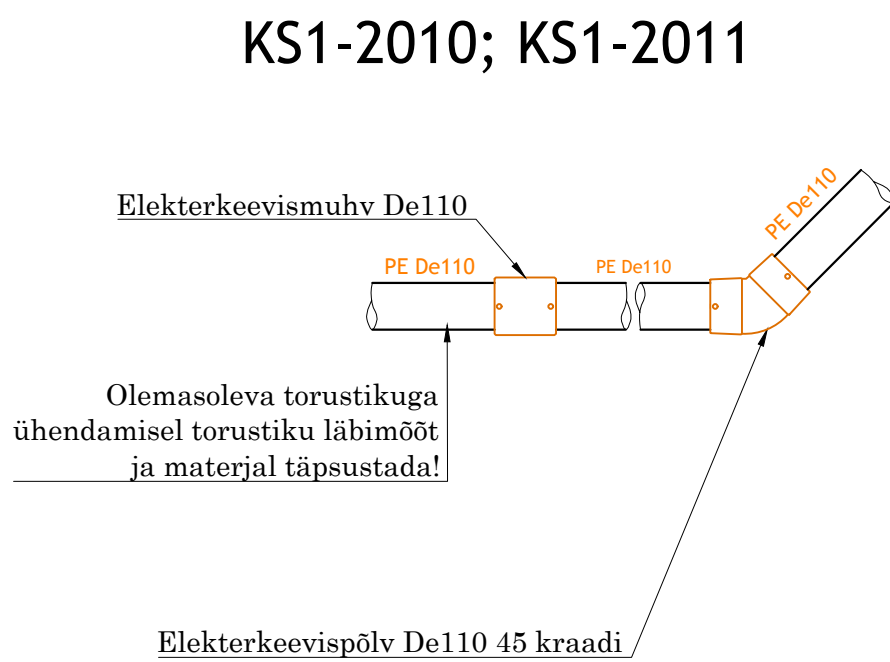 KS1-2010; KS1-2011
Elekterkeevismuhv De110
PE De110
PE De110
PE De110
Olemasoleva torustikuga
ühendamisel torustiku läbimõõt
ja materjal täpsustada!
Elekterkeevispõlv De110 45 kraadi